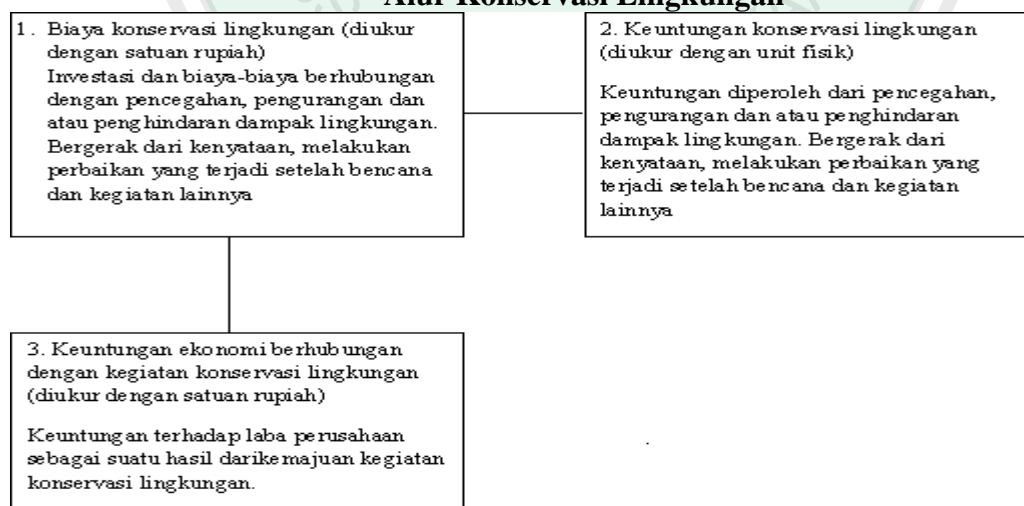 Alur Konservasi Lingkungan
1. Biaya konservasi lingkungan (diukur
dengan satuan rupiah)
Investasi dan biaya-biaya berhubungan
dengan pencegahan, pengurangan dan
atau penghindaran dampak lingkungan.
Bergerak dari kenyataan, melakukan
perbaikan yang terjadi setelah bencana
dan kegiatan lainnya
2. Keuntungan konservasi lingkungan
(diukur dengan unit fisik)
Keuntungan diperoleh dari pencegahan,
pengurangan dan atau penghindaran
dampak lingkungan. Bergerak dari
kenyataan, melakukan perbaikan yang
terjadi setelah bencana dan kegiatan
lainnya
3. Keuntungan ekonomi berhubungan
dengan kegiatan konservasi lingkungan
(diukur dengan satuan rupiah)
Keuntungan terhadap laba perusahaan
sebagai suatu hasil darikemajuan kegiatan
konservasi lingkungan.